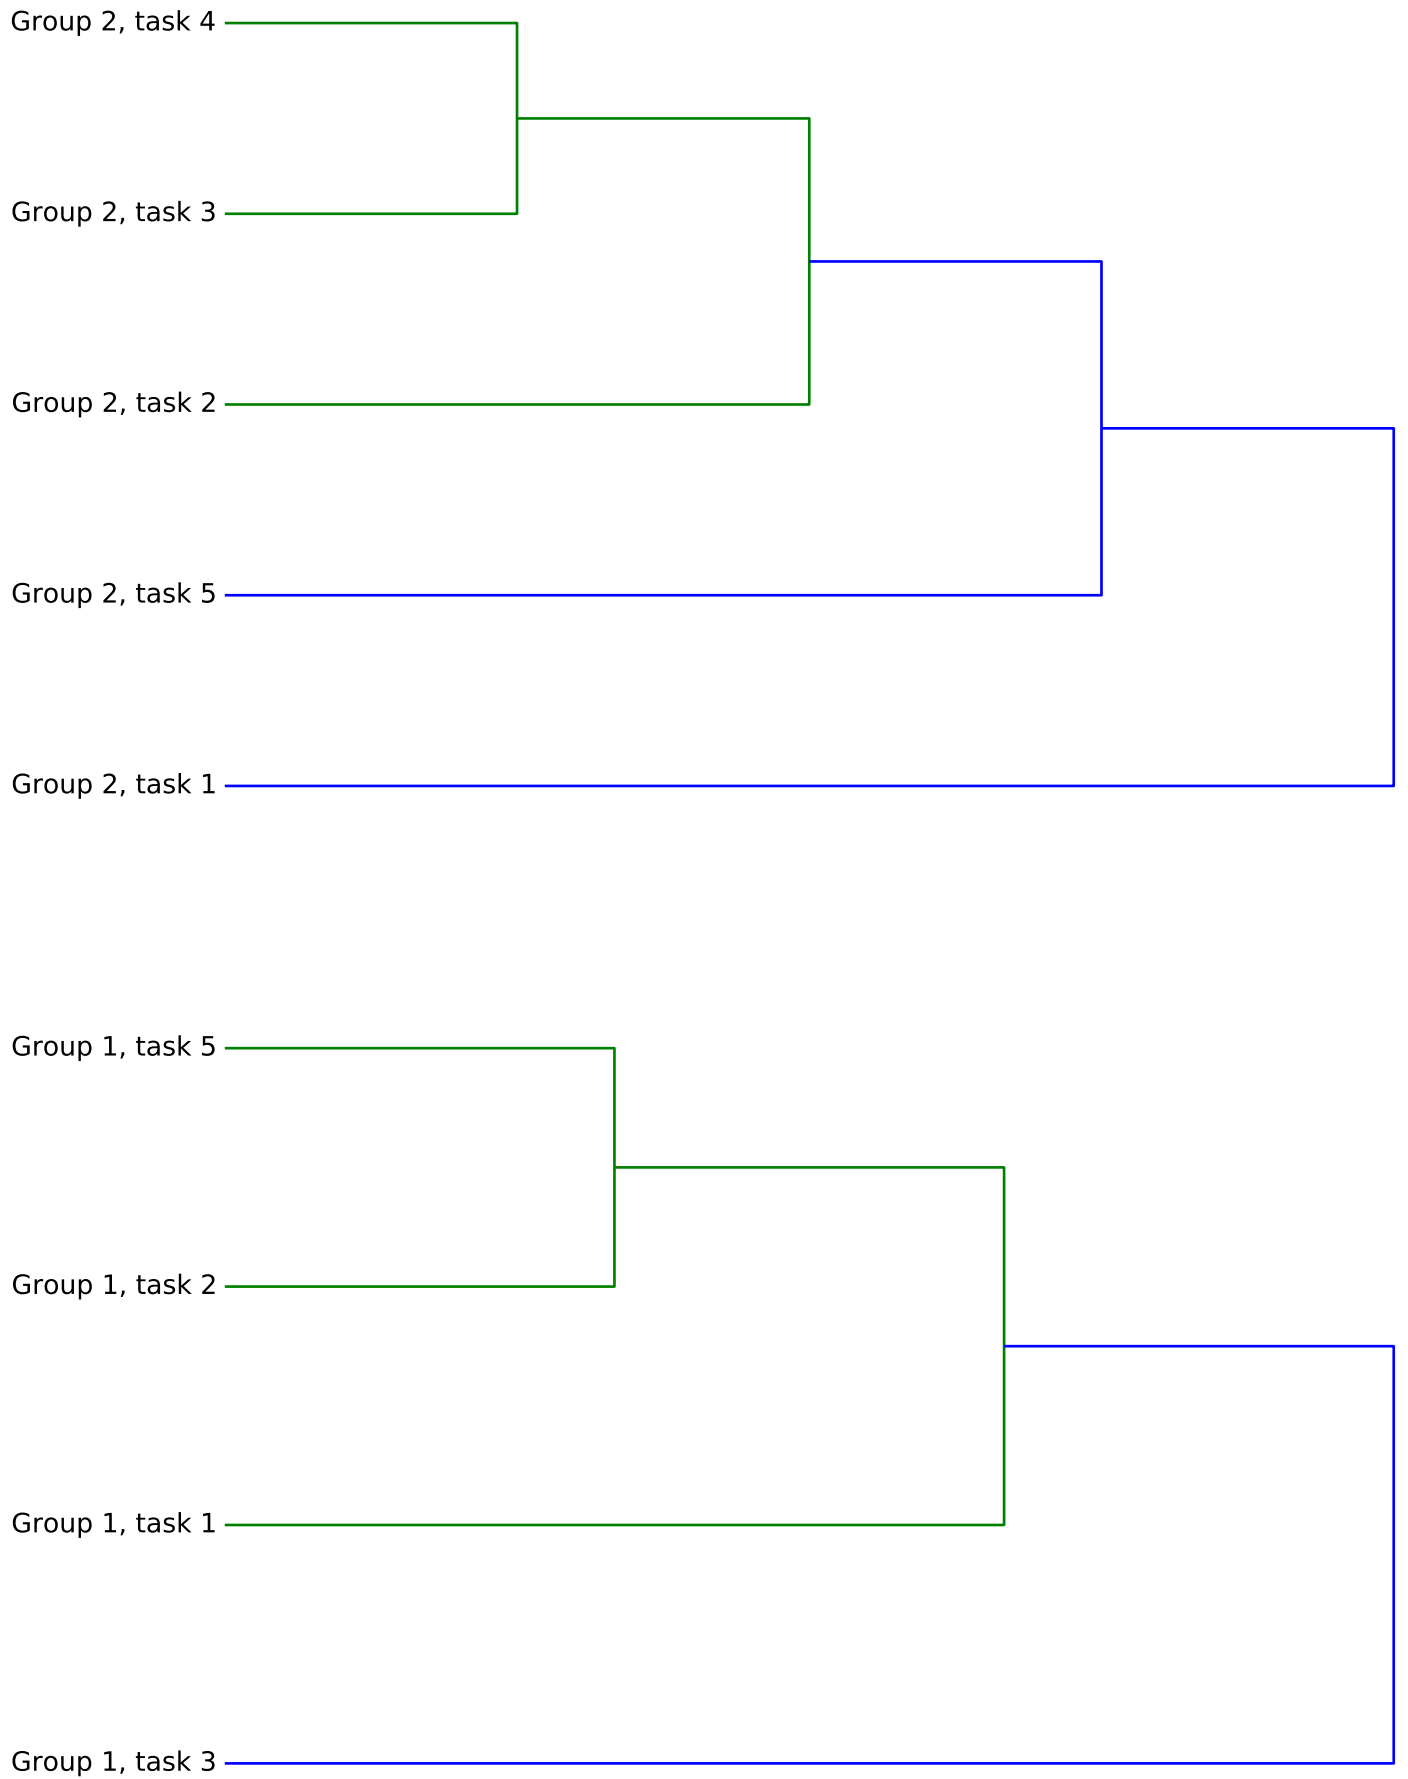 Group 2, task 4
Group 2, task 3
Group 2, task 2
Group 2, task 5
Group 2, task 1
Group 1, task 5
Group 1, task 2
Group 1, task 1
Group 1, task 3